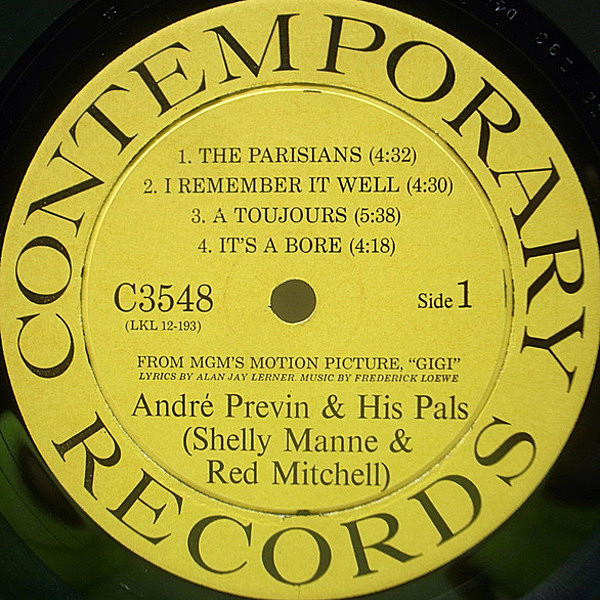 CONTEMPORARY
RECORDS
1. THE PARISIANS (4:32)
2. I REMEMBER IT WELL (4:30)
3. A TOUJOURS (5:38)
4. IT'S A BORE (4:18)
C3548
(LKL 12-193)
Side 1
FROM MGM'S MOTION PICTURE, "GIGI"
LYRICS BY ALAN JAY LERNER. MUSIC BY FREDERICK LOEWE
André Previn & His Pals
(Shelly Manne &
Red Mitchell)